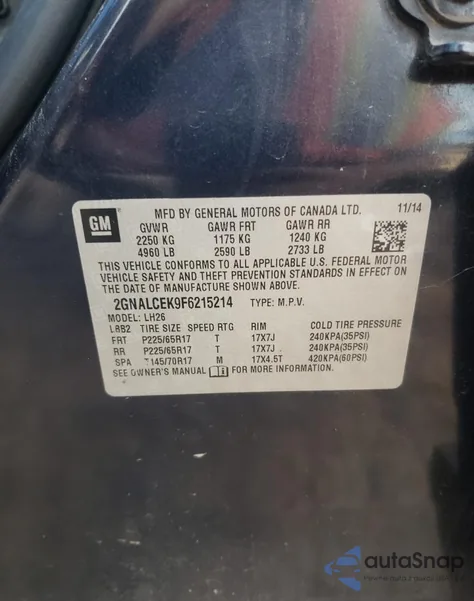 GM
MFD BY GENERAL MOTORS OF CANADA LTD. 11/14
GVWR GAWR FRT GAWR RR
2250 KG 1175 KG 1240 KG
4960 LB 2590 LB 2733 LB
THIS VEHICLE CONFORMS TO ALL APPLICABLE U.S. FEDERAL MOTOR
VEHICLE SAFETY AND THEFT PREVENTION STANDARDS IN EFFECT ON
THE DATE OF MANUFACTURE SHOWN ABOVE.
2GNALCEK9F6215214 TYPE: M.P.V.
MODEL: LH26
L8B2 TIRE SIZE SPEED RTG RIM COLD TIRE PRESSURE
FRT P225/65R17 T 17X7J 240KPA(35PSI)
RR P225/65R17 T 17X7J 240KPA(35PSI)
SPA T145/70R17 M 17X4.5T 420KPA(60PSI)
SEE OWNER'S MANUAL FOR MORE INFORMATION.
autaSnap